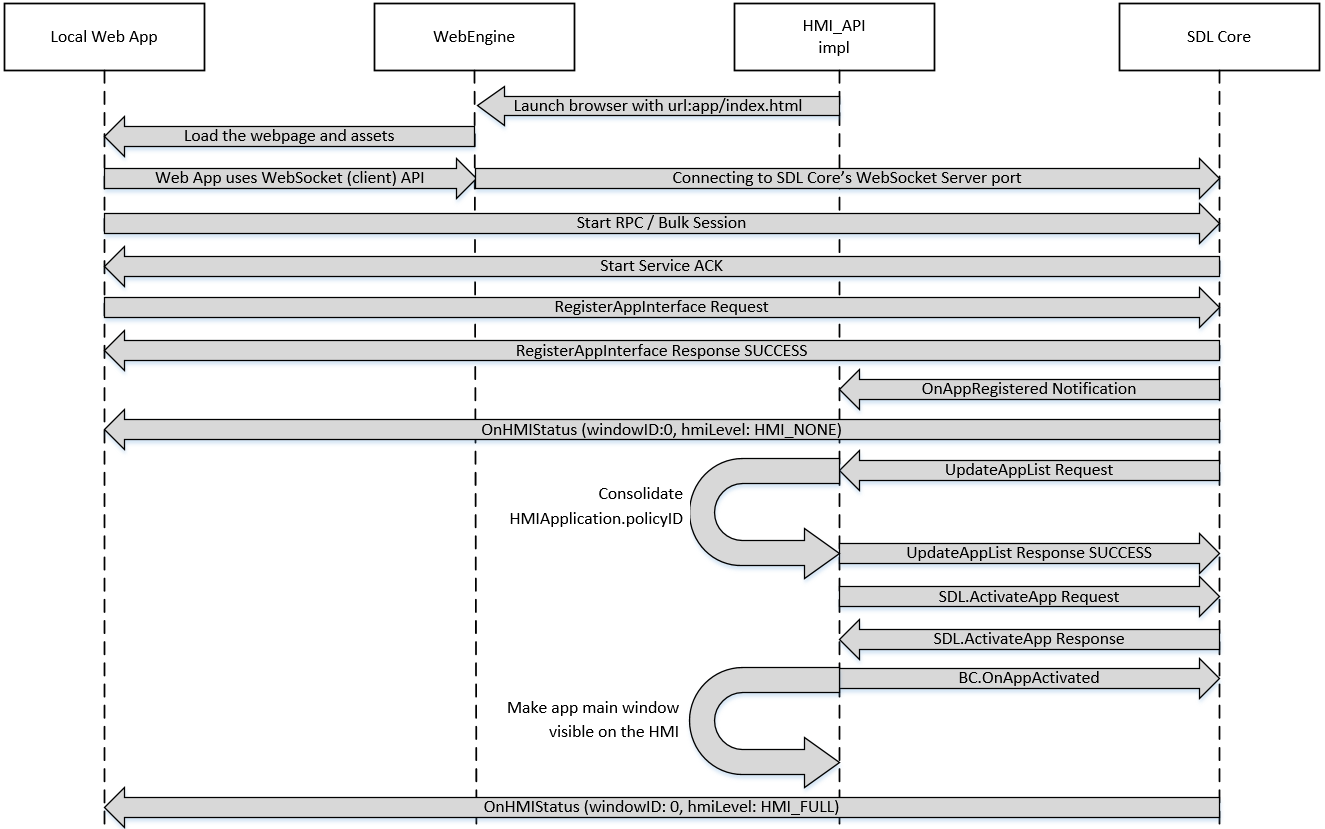 Local Web App
WebEngine
HMI_API
impl
SDL Core
Launch browser with url:app/index.html
Load the webpage and assets
Web App uses WebSocket (client) API
Connecting to SDL Core’s WebSocket Server port
Start RPC / Bulk Session
Start Service ACK
RegisterAppInterface Request
RegisterAppInterface Response SUCCESS
OnAppRegistered Notification
OnHMIStatus (windowID:0, hmiLevel: HMI_NONE)
UpdateAppList Request
Consolidate
HMIApplication.policyID
UpdateAppList Response SUCCESS
SDL.ActivateApp Request
SDL.ActivateApp Response
BC.OnAppActivated
Make app main window
visible on the HMI
OnHMIStatus (windowID: 0, hmiLevel: HMI_FULL)